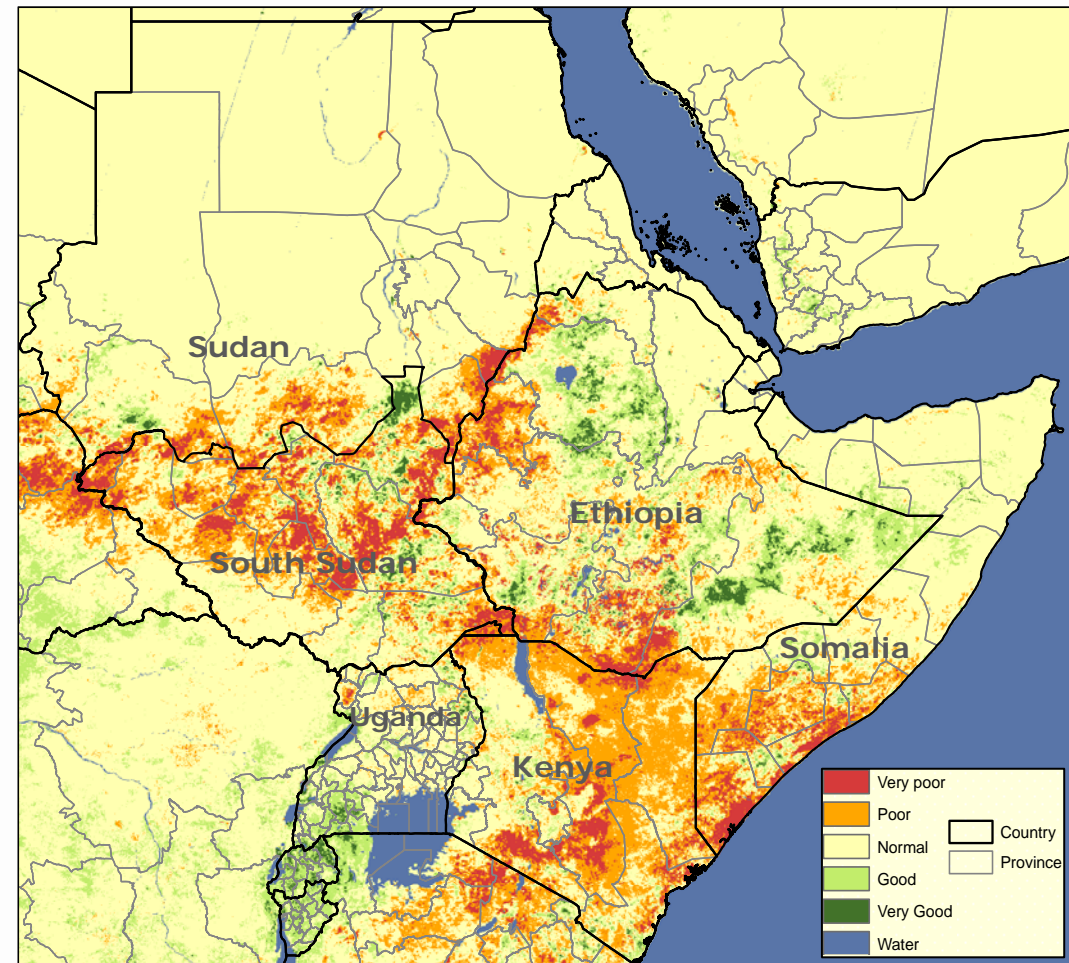 Sudan
Ethiopia
South Sudan
Somalia
Uganda
Kenya
Very poor
Poor
Normal
Good
Very Good
Water
Country
Province